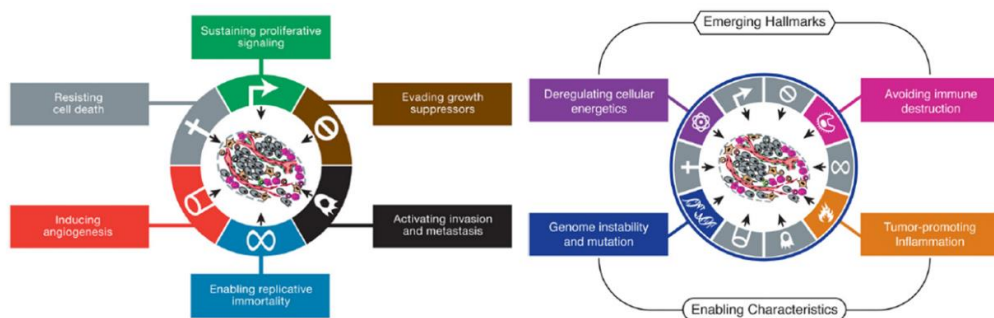 Sustaining proliferative
signaling
Resisting
cell death
Evading growth
suppressors
Inducing
angiogenesis
Activating invasion
and metastasis
Enabling replicative
immortality
Emerging Hallmarks
Deregulating cellular
energetics
Avoiding immune
destruction
Genome instability
and mutation
Tumor-promoting
Inflammation
Enabling Characteristics